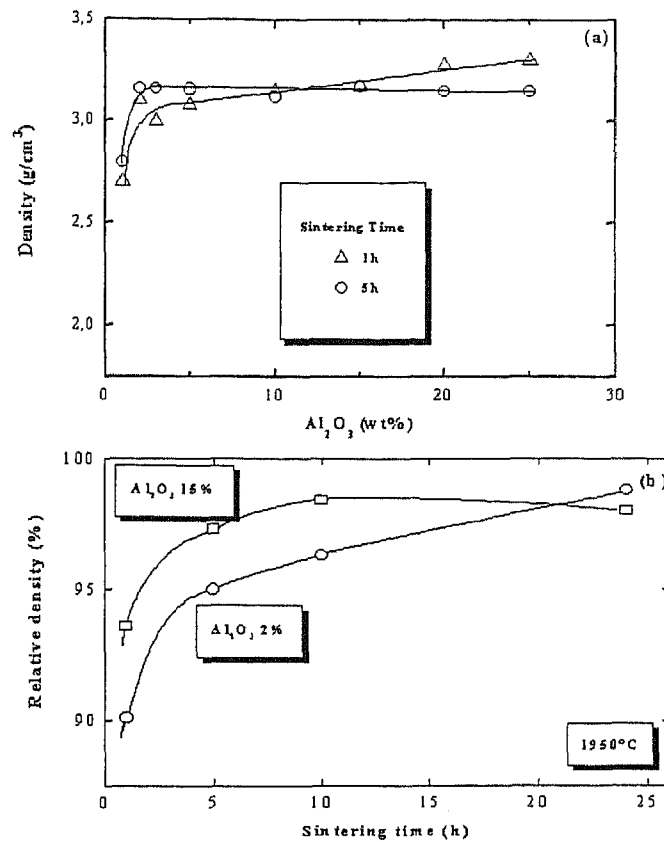 3,5
(a)
3,0
2,5
2,0
Density (g/cm³)
Sintering Time
1h
5h
0 10 20 30
Al₂O₃ (wt%)
100
(b)
Al₂O₃ 15%
95
Al₂O₃ 2%
90
1950°C
Relative density (%)
0 5 10 15 20 25
Sintering time (h)